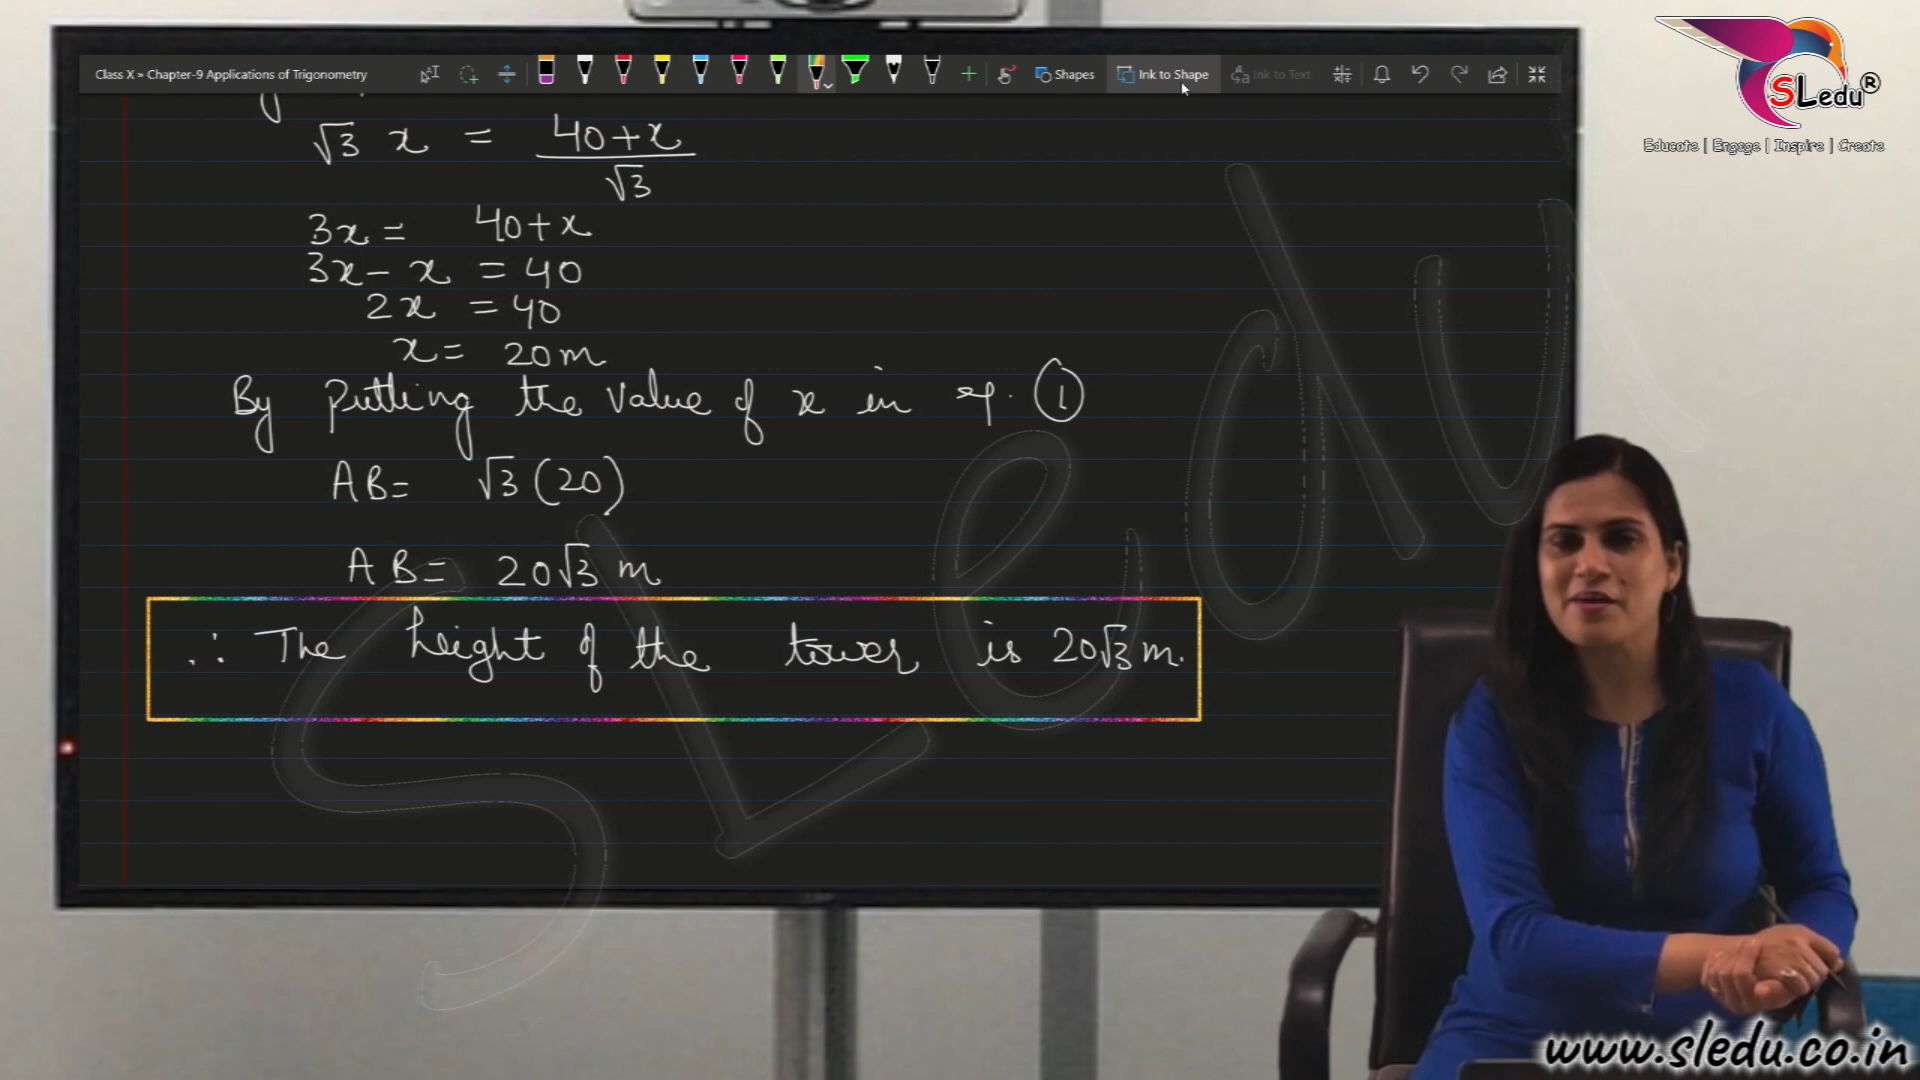 Class X » Chapter-9 Applications of Trigonometry
Shapes
Ink to Shape
Ink to Text
SLedu®
Educate | Engage | Inspire | Create
√3 x = 40+x
√3
3x = 40+x
3x - x = 40
2x = 40
x = 20m
By putting the value of x in eq. ①
AB = √3 (20)
AB = 20√3 m
∴ The height of the tower is 20√3 m.
SLedu
www.sledu.co.in